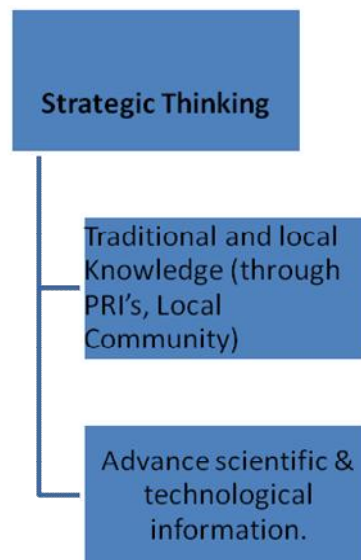 Strategic Thinking
Traditional and local
Knowledge (through
PRI's, Local
Community)
Advance scientific &
technological
information.